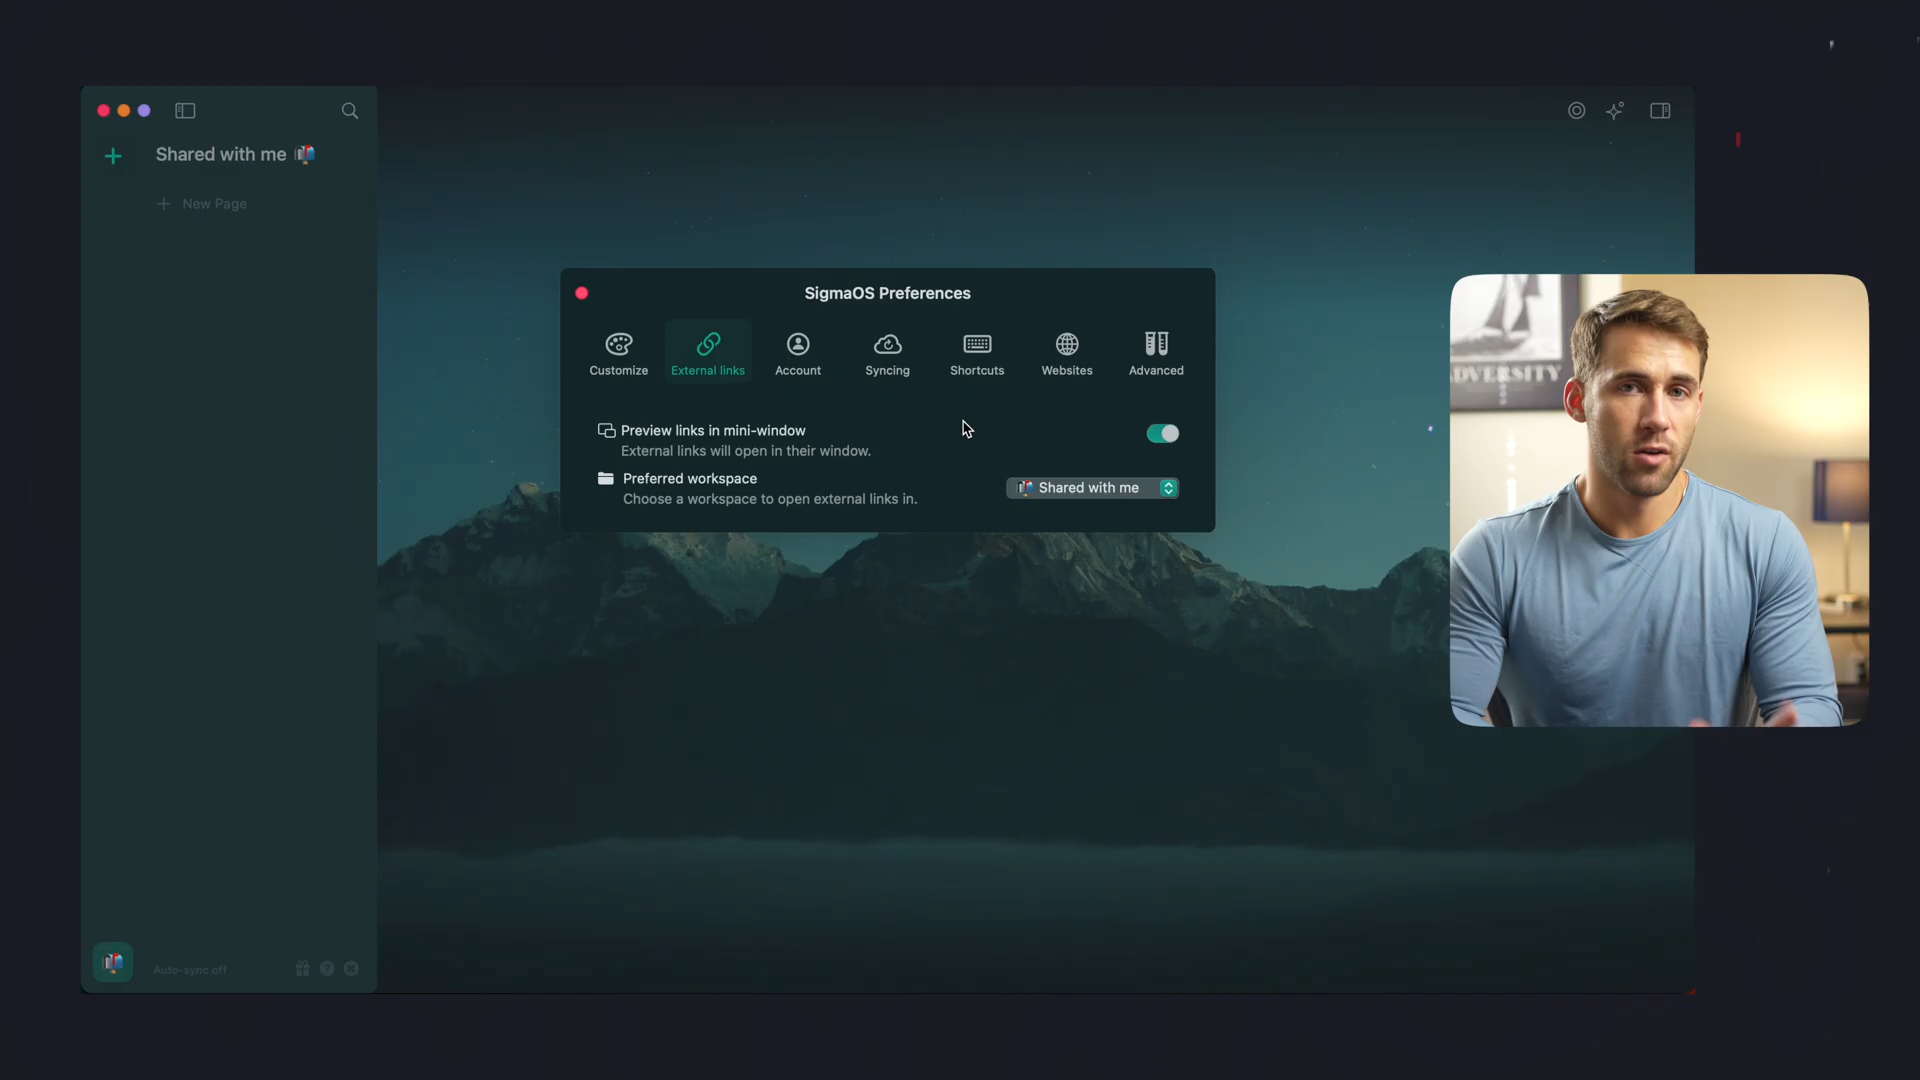 Shared with me
New Page
SigmaOS Preferences
Customize
External links
Account
Syncing
Shortcuts
Websites
Advanced
Preview links in mini-window
External links will open in their window.
Preferred workspace
Choose a workspace to open external links in.
Shared with me
Auto-sync off
ADVERSITY